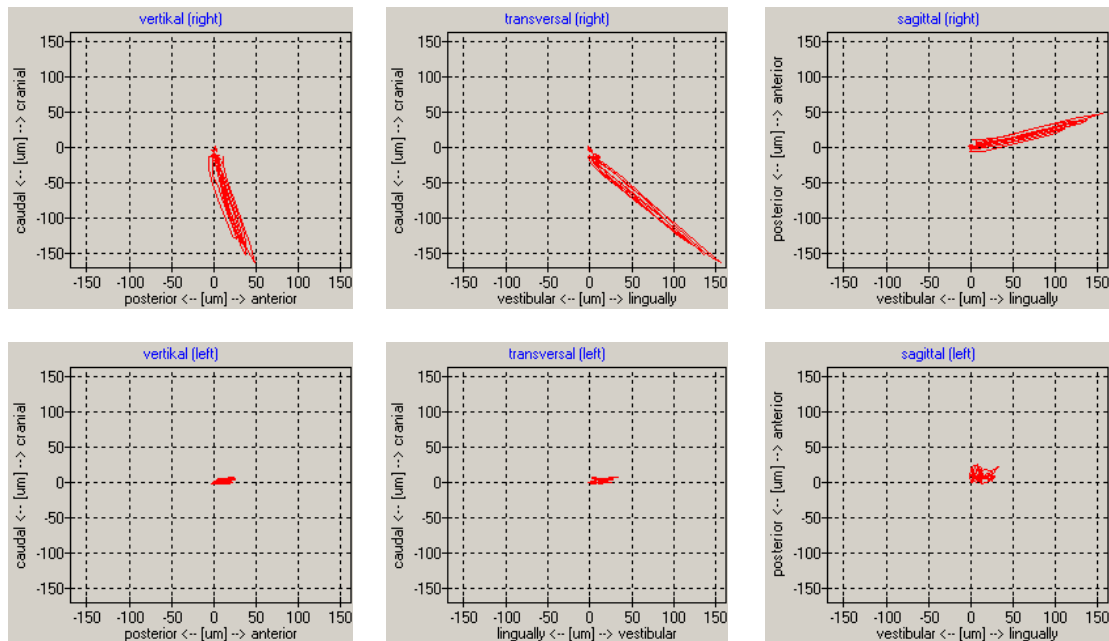 vertikal (right)
150
100
50
0
-50
-100
-150
caudal <-- [um] --> cranial
-150 -100 -50 0 50 100 150
posterior <-- [um] --> anterior
transversal (right)
150
100
50
0
-50
-100
-150
caudal <-- [um] --> cranial
-150 -100 -50 0 50 100 150
vestibular <-- [um] --> lingually
sagittal (right)
150
100
50
0
-50
-100
-150
posterior <-- [um] --> anterior
-150 -100 -50 0 50 100 150
vestibular <-- [um] --> lingually
vertikal (left)
150
100
50
0
-50
-100
-150
caudal <-- [um] --> cranial
-150 -100 -50 0 50 100 150
posterior <-- [um] --> anterior
transversal (left)
150
100
50
0
-50
-100
-150
caudal <-- [um] --> cranial
-150 -100 -50 0 50 100 150
lingually <-- [um] --> vestibular
sagittal (left)
150
100
50
0
-50
-100
-150
posterior <-- [um] --> anterior
-150 -100 -50 0 50 100 150
vestibular <-- [um] --> lingually